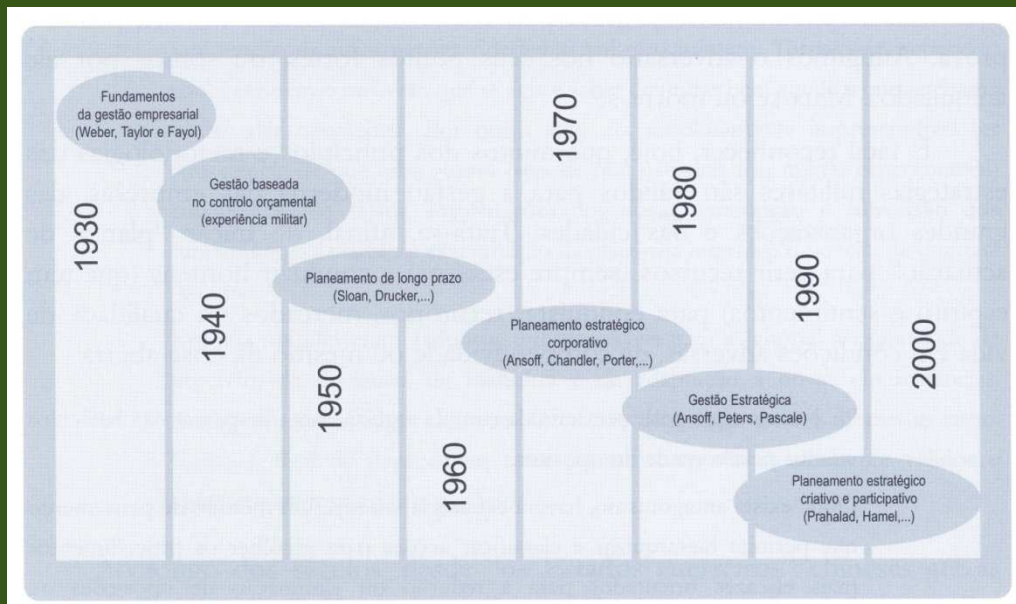 Fundamentos
da gestão empresarial
(Weber, Taylor e Fayol)
1930
Gestão baseada
no controlo orçamental
(experiência militar)
1940
Planeamento de longo prazo
(Sloan, Drucker,...)
1950
1960
1970
Planeamento estratégico
corporativo
(Ansoff, Chandler, Porter,...)
1980
Gestão Estratégica
(Ansoff, Peters, Pascale)
1990
Planeamento estratégico
criativo e participativo
(Prahalad, Hamel,...)
2000